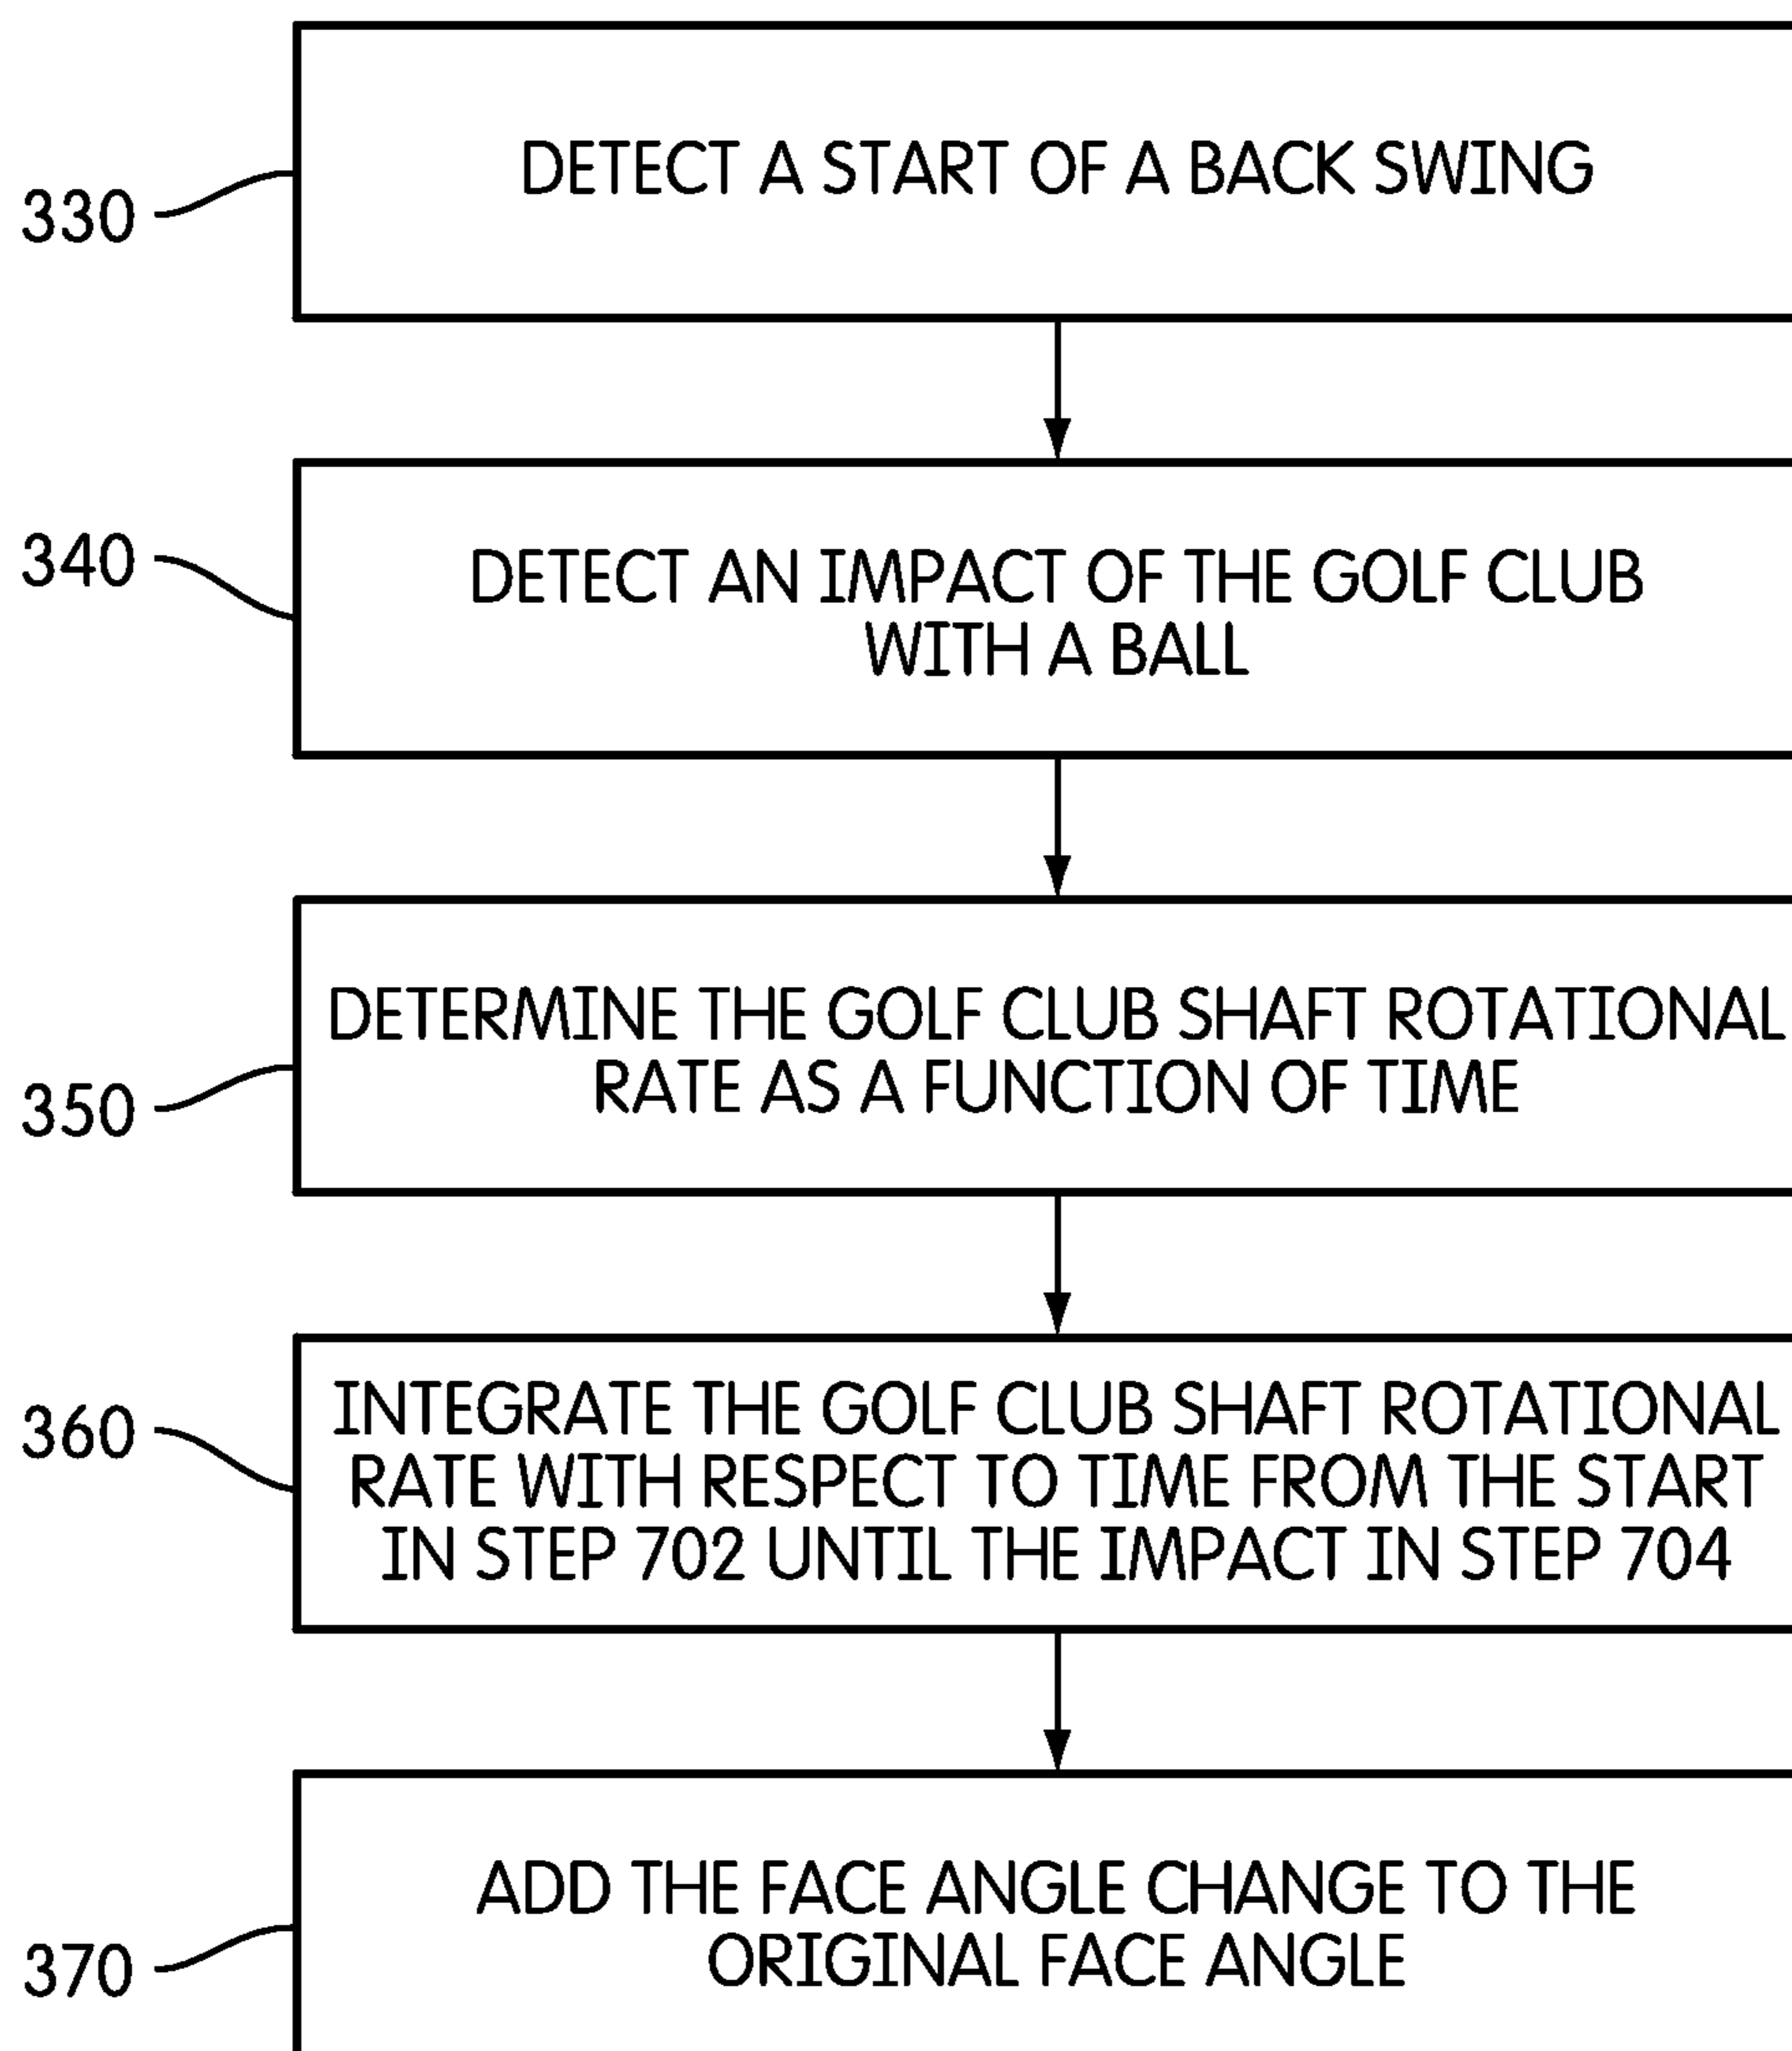 330
DETECT A START OF A BACK SWING
340
DETECT AN IMPACT OF THE GOLF CLUB
WITH A BALL
350
DETERMINE THE GOLF CLUB SHAFT ROTATIONAL
RATE AS A FUNCTION OF TIME
360
INTEGRATE THE GOLF CLUB SHAFT ROTATIONAL
RATE WITH RESPECT TO TIME FROM THE START
IN STEP 702 UNTIL THE IMPACT IN STEP 704
370
ADD THE FACE ANGLE CHANGE TO THE
ORIGINAL FACE ANGLE